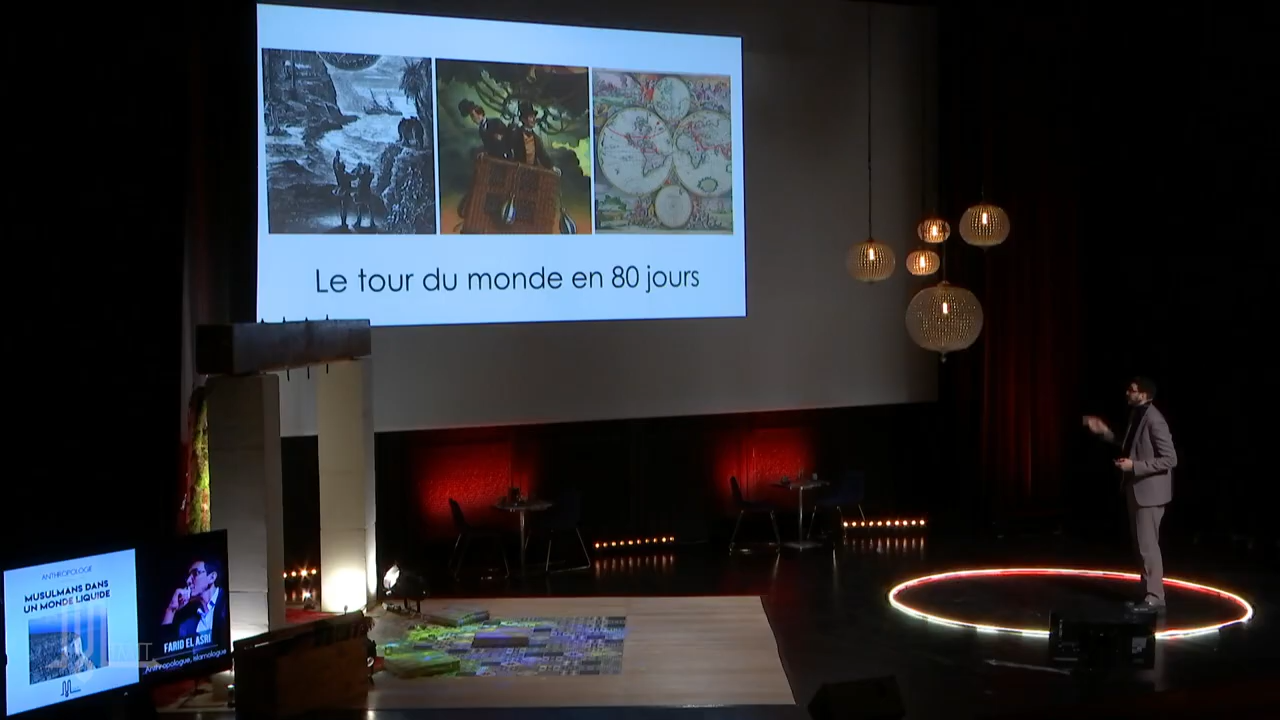 Le tour du monde en 80 jours
ANTHROPOLOGIE
MUSULMANS DANS
UN MONDE LIQUIDE
FARID EL ASRI
Anthropologue, islamologue